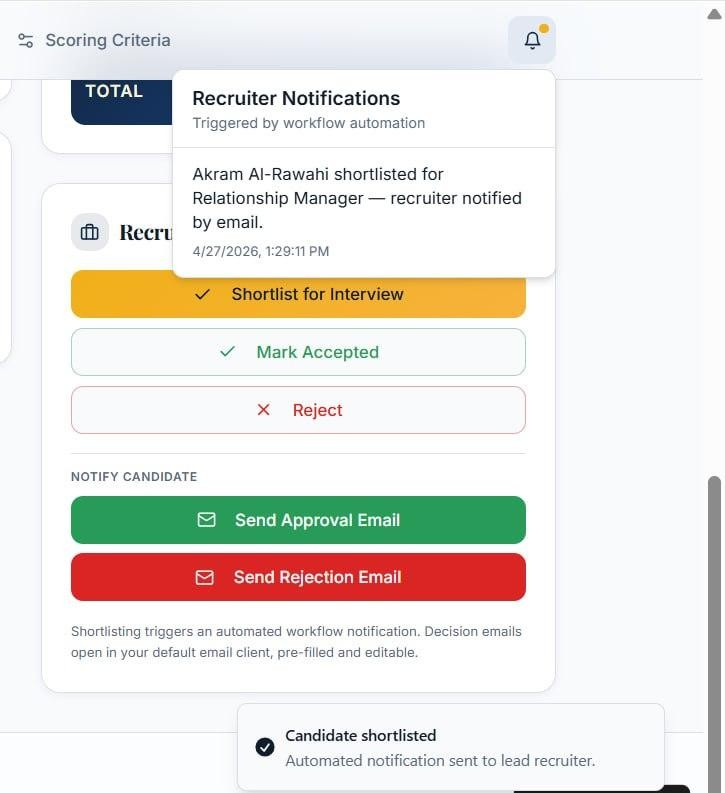 Scoring Criteria
TOTAL
Recruiter Notifications
Triggered by workflow automation
Akram Al-Rawahi shortlisted for
Relationship Manager — recruiter notified
by email.
4/27/2026, 1:29:11 PM
Recru
Shortlist for Interview
Mark Accepted
Reject
NOTIFY CANDIDATE
Send Approval Email
Send Rejection Email
Shortlisting triggers an automated workflow notification. Decision emails
open in your default email client, pre-filled and editable.
Candidate shortlisted
Automated notification sent to lead recruiter.